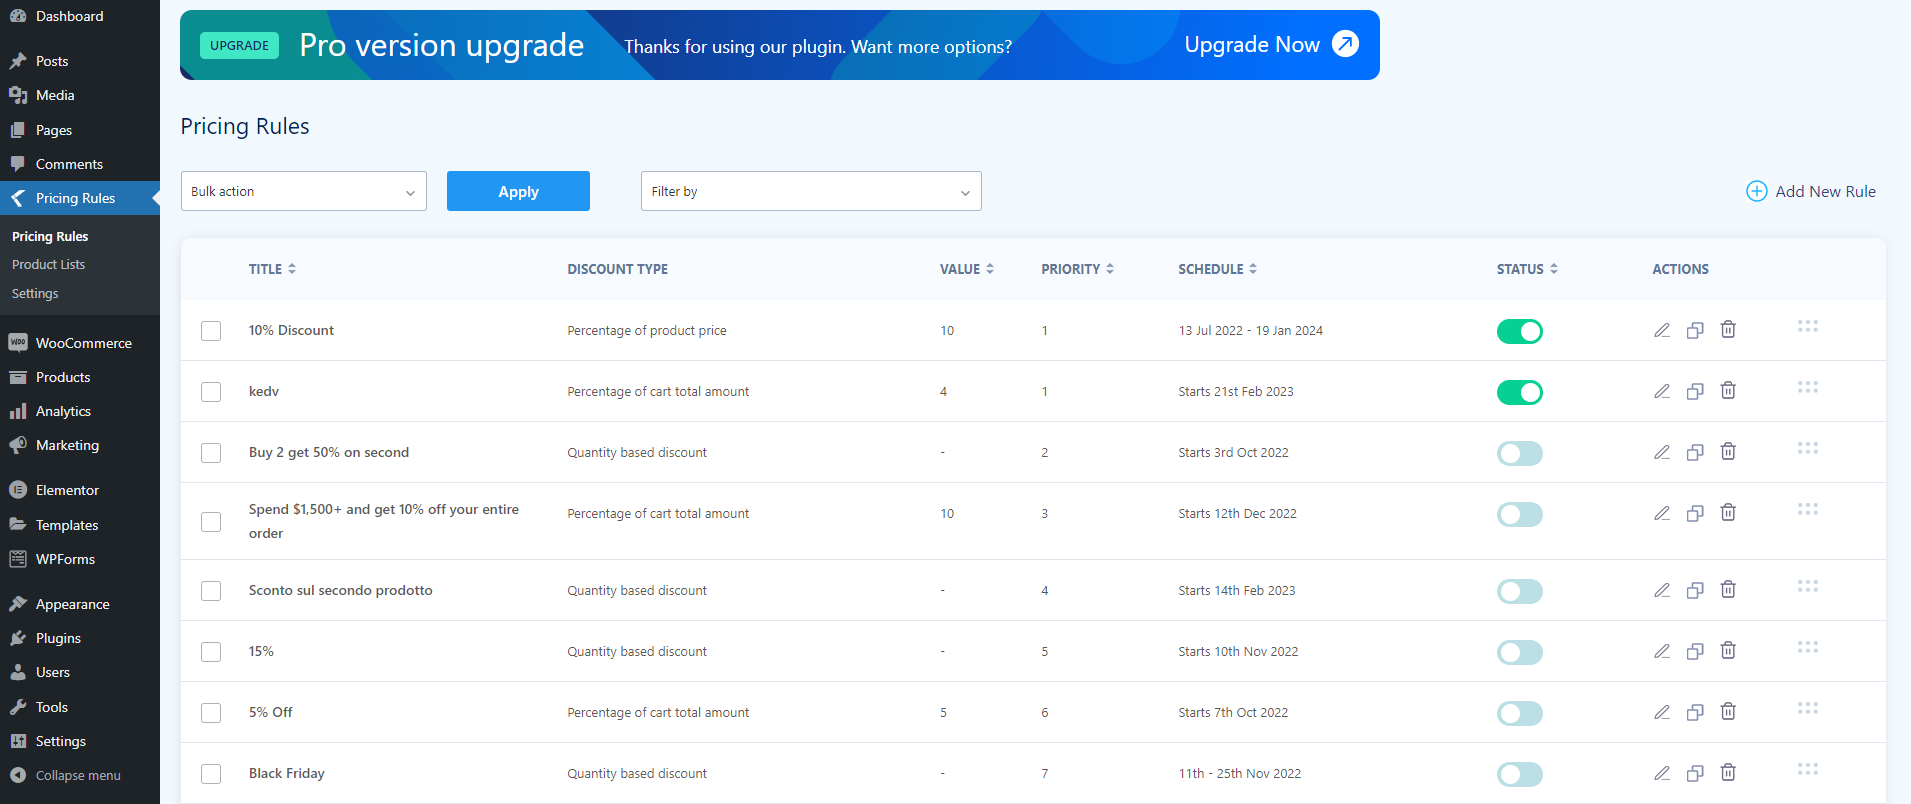 Dashboard
Posts
Media
Pages
Comments
Pricing Rules
Pricing Rules
Product Lists
Settings
WooCommerce
Products
Analytics
Marketing
Elementor
Templates
WPForms
Appearance
Plugins
Users
Tools
Settings
Collapse menu
UPGRADE Pro version upgrade Thanks for using our plugin. Want more options? Upgrade Now
Pricing Rules
Bulk action Apply Filter by Add New Rule
TITLE DISCOUNT TYPE VALUE PRIORITY SCHEDULE STATUS ACTIONS
10% Discount Percentage of product price 10 1 13 Jul 2022 - 19 Jan 2024
kedv Percentage of cart total amount 4 1 Starts 21st Feb 2023
Buy 2 get 50% on second Quantity based discount - 2 Starts 3rd Oct 2022
Spend $1,500+ and get 10% off your entire Percentage of cart total amount 10 3 Starts 12th Dec 2022
order
Sconto sul secondo prodotto Quantity based discount - 4 Starts 14th Feb 2023
15% Quantity based discount - 5 Starts 10th Nov 2022
5% Off Percentage of cart total amount 5 6 Starts 7th Oct 2022
Black Friday Quantity based discount - 7 11th - 25th Nov 2022